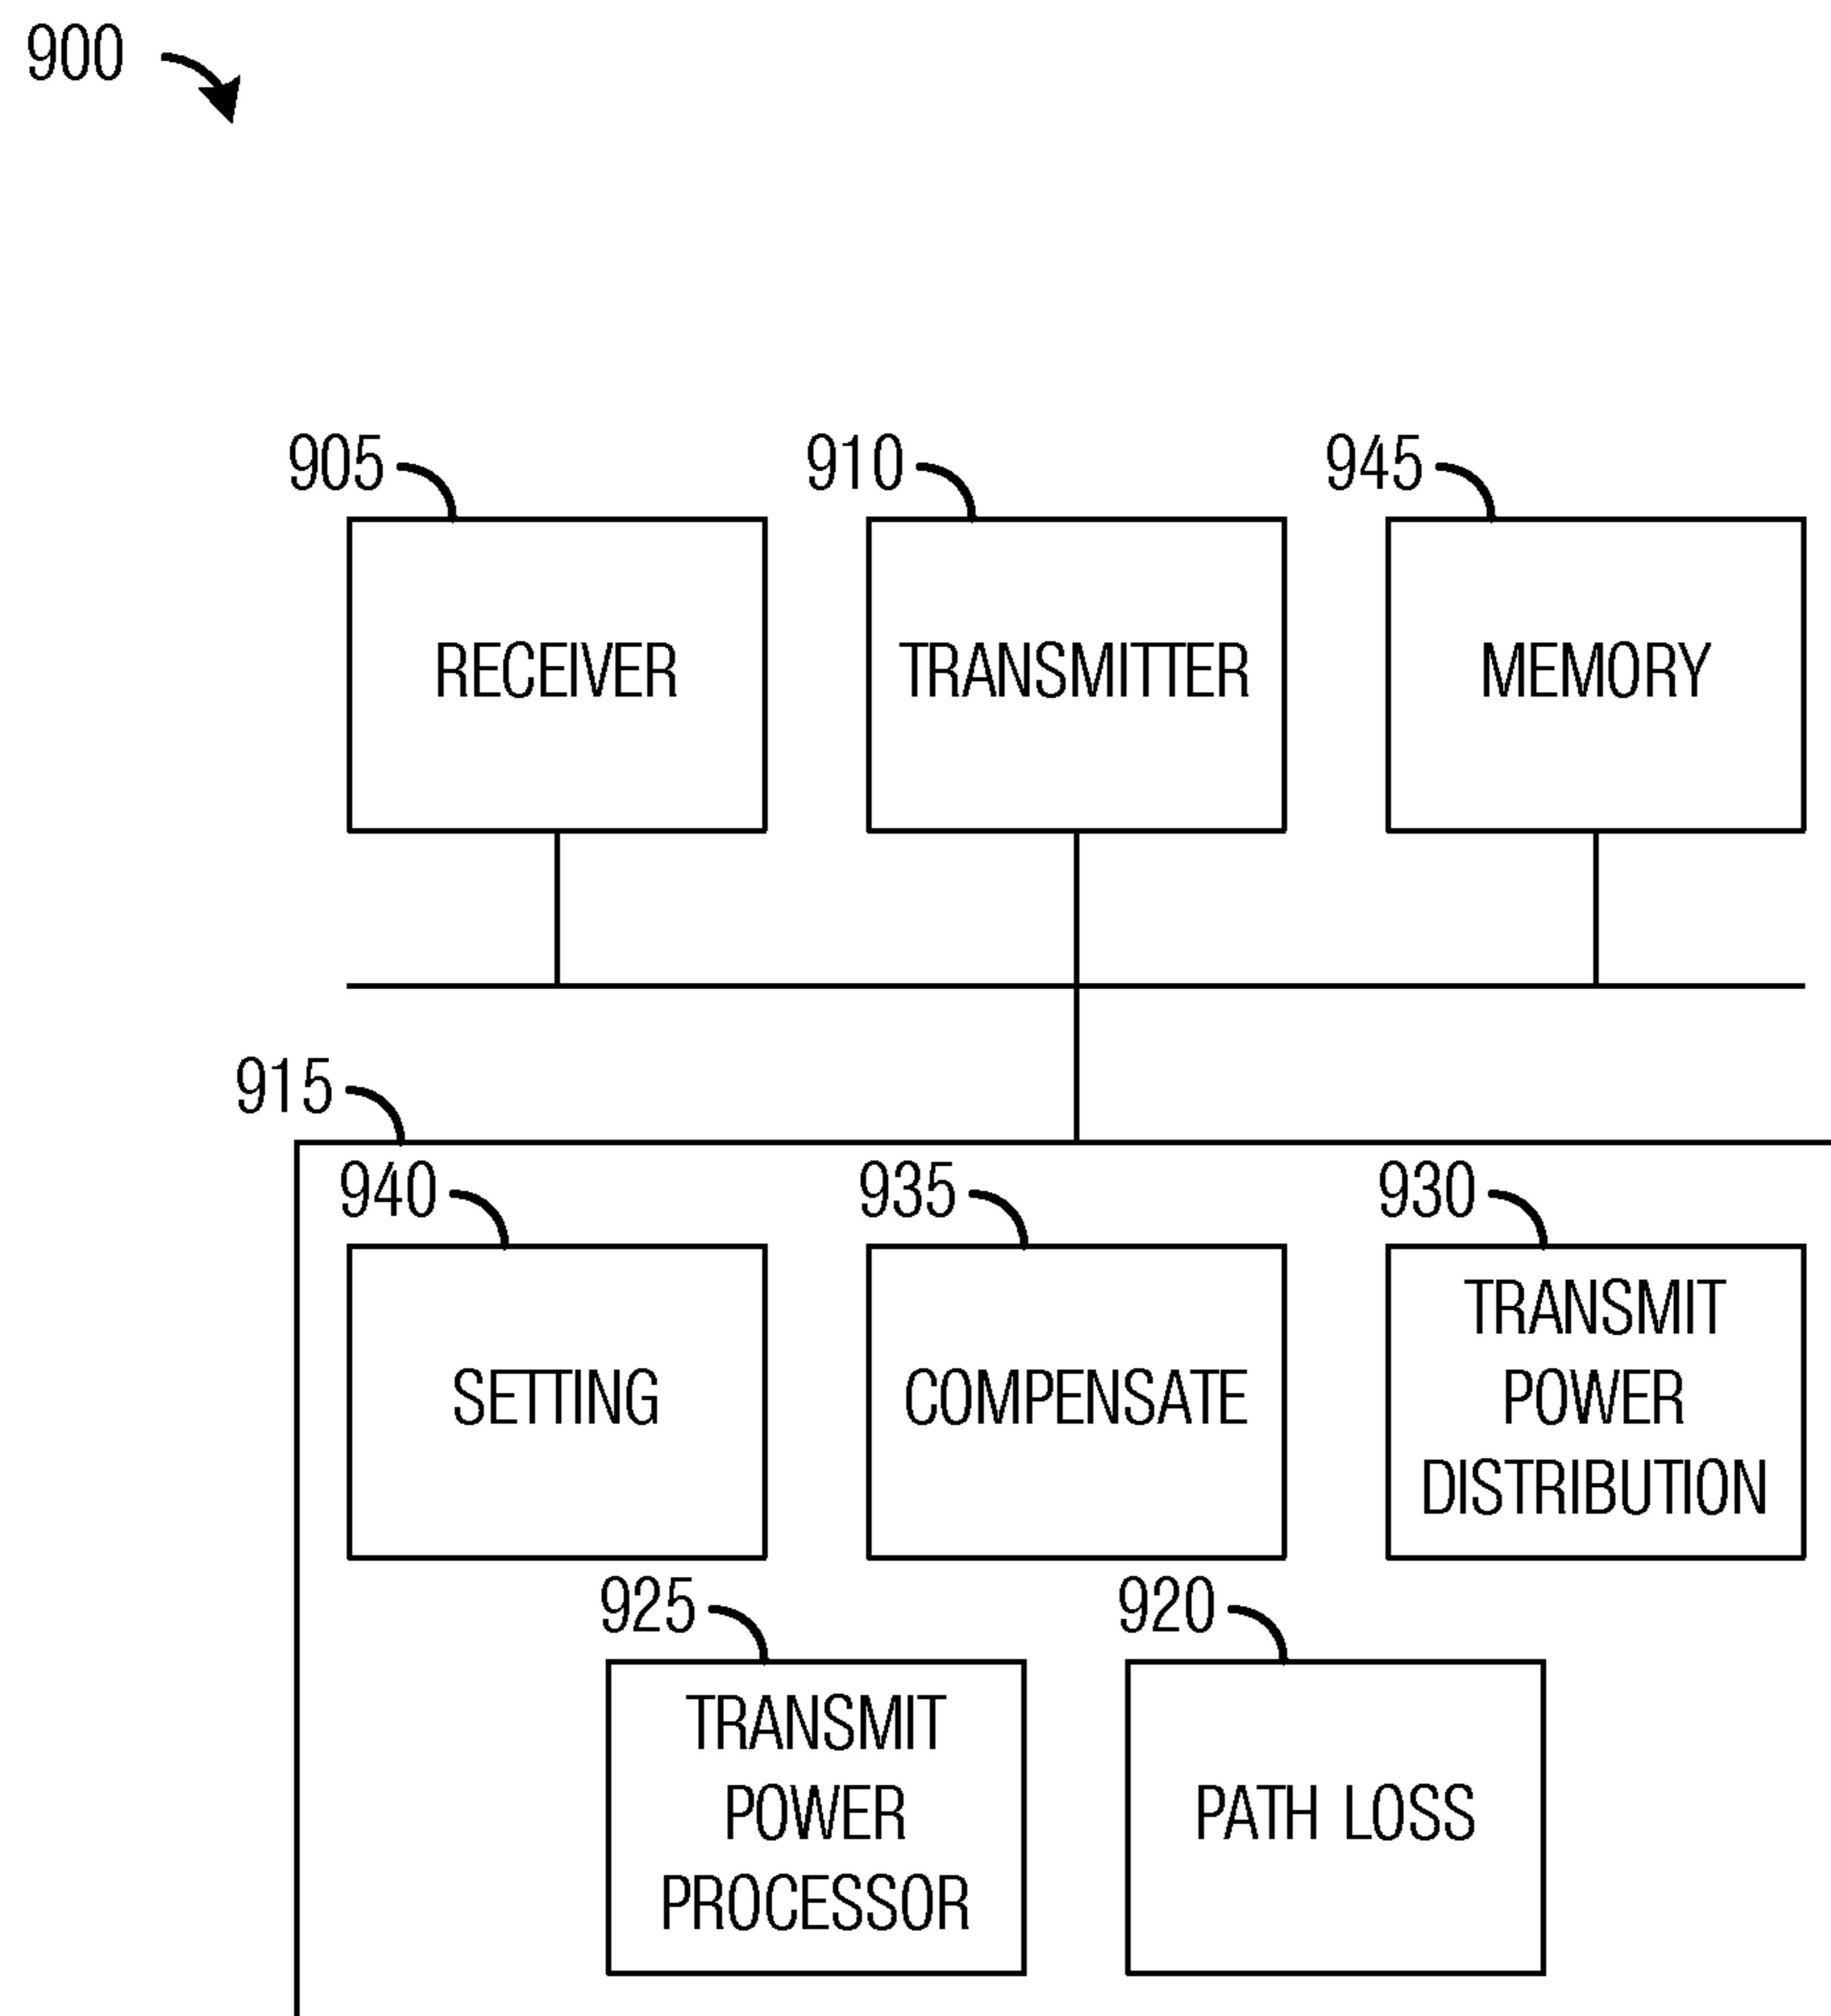 900
905
910
945
RECEIVER
TRANSMITTER
MEMORY
915
940
935
930
SETTING
COMPENSATE
TRANSMIT
POWER
DISTRIBUTION
925
920
TRANSMIT
POWER
PROCESSOR
PATH LOSS